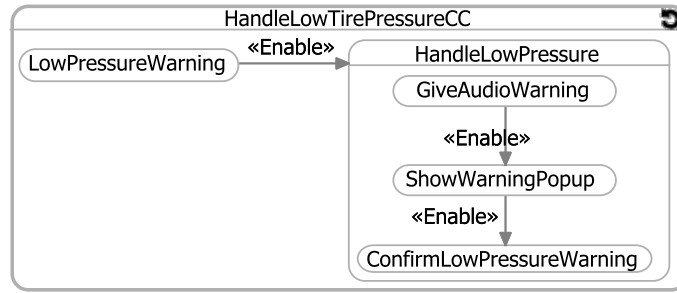 HandleLowTirePressureCC
«Enable»
LowPressureWarning
HandleLowPressure
GiveAudioWarning
«Enable»
ShowWarningPopup
«Enable»
ConfirmLowPressureWarning